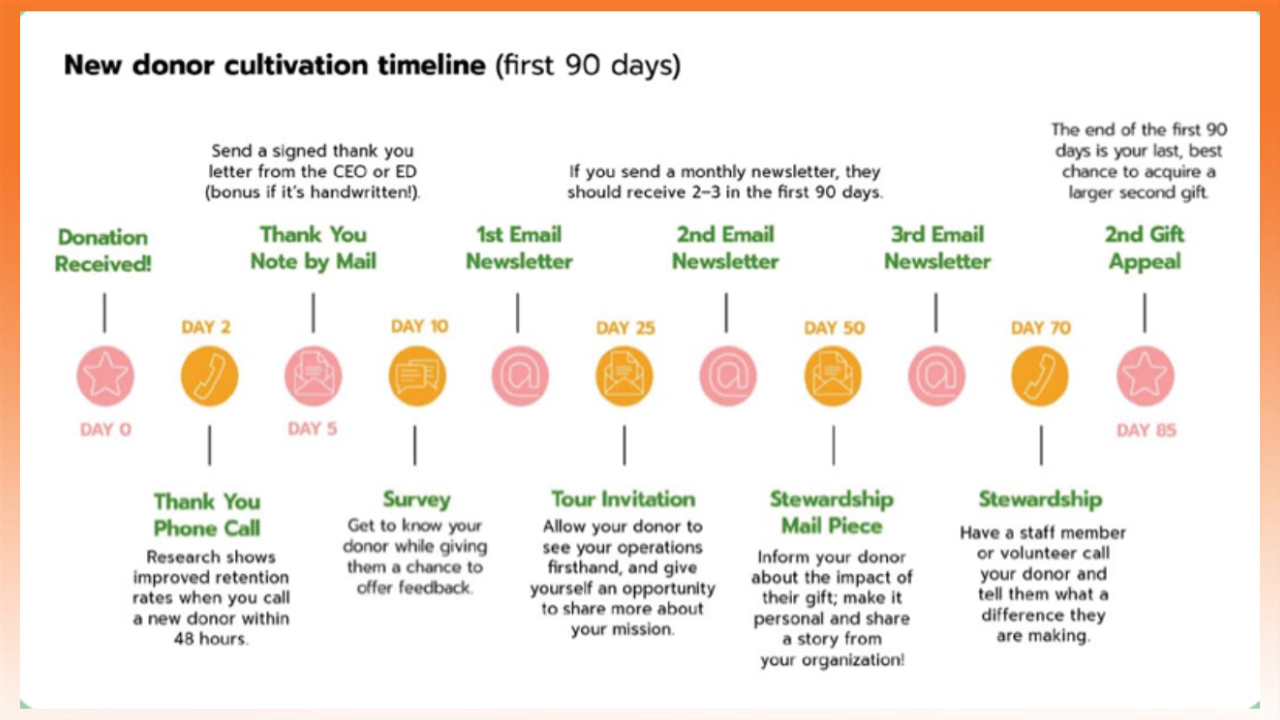 New donor cultivation timeline (first 90 days)
Send a signed thank you
letter from the CEO or ED
(bonus if it's handwritten!).
If you send a monthly newsletter, they
should receive 2–3 in the first 90 days.
The end of the first 90
days is your last, best
chance to acquire a
larger second gift.
Donation
Received!
Thank You
Note by Mail
1st Email
Newsletter
2nd Email
Newsletter
3rd Email
Newsletter
2nd Gift
Appeal
DAY 2
DAY 10
DAY 25
DAY 50
DAY 70
DAY 0
DAY 5
DAY 85
Thank You
Phone Call
Research shows
improved retention
rates when you call
a new donor within
48 hours.
Survey
Get to know your
donor while giving
them a chance to
offer feedback.
Tour Invitation
Allow your donor to
see your operations
firsthand, and give
yourself an opportunity
to share more about
your mission.
Stewardship
Mail Piece
Inform your donor
about the impact of
their gift; make it
personal and share
a story from
your organization!
Stewardship
Have a staff member
or volunteer call
your donor and
tell them what a
difference they
are making.